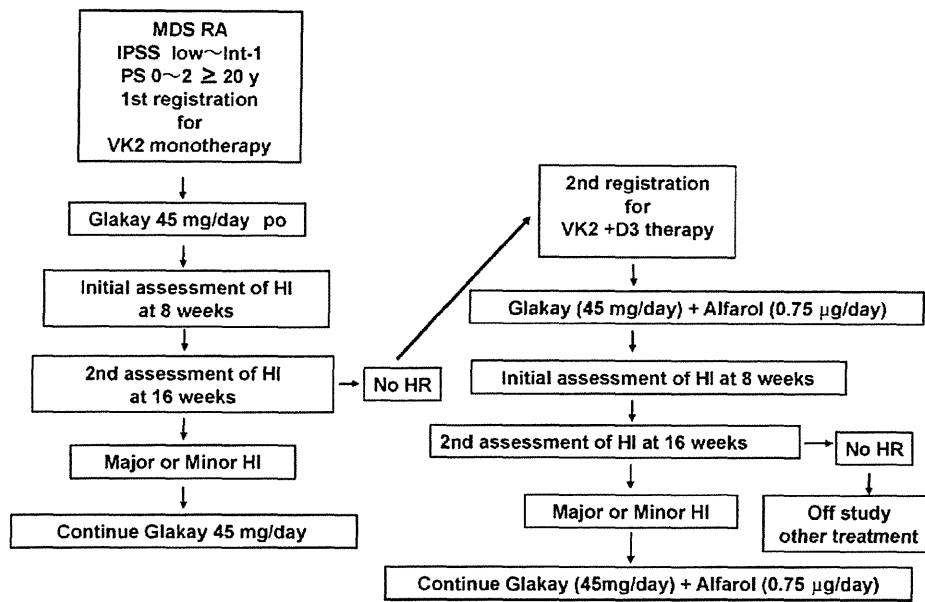 MDS RA
IPSS low～Int-1
PS 0～2 ≧ 20 y
1st registration
for
VK2 monotherapy
Glakay 45 mg/day po
Initial assessment of HI
at 8 weeks
2nd assessment of HI
at 16 weeks
No HR
Major or Minor HI
Continue Glakay 45 mg/day
2nd registration
for
VK2 +D3 therapy
Glakay (45 mg/day) + Alfarol (0.75 μg/day)
Initial assessment of HI at 8 weeks
2nd assessment of HI at 16 weeks
No HR
Major or Minor HI
Off study
other treatment
Continue Glakay (45mg/day) + Alfarol (0.75 μg/day)